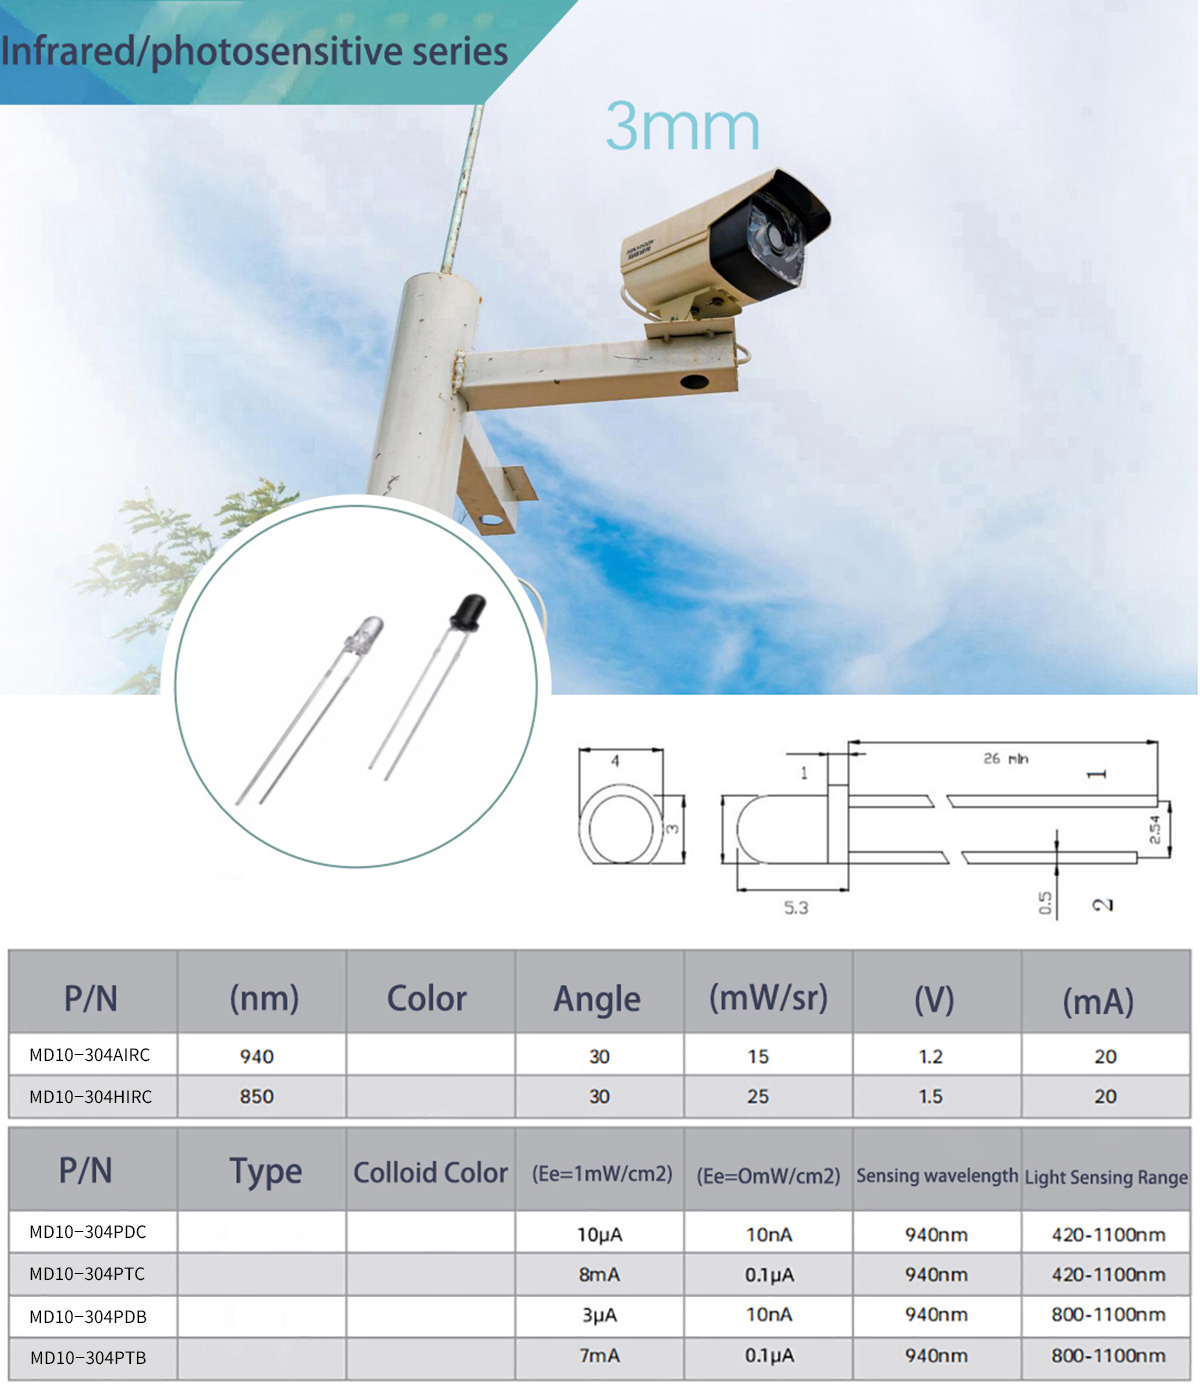 Infrared/photosensitive series
3mm
HIKVISION
4
3
1
26 min
1
2.54
5.3
0.5
2
P/N (nm) Color Angle (mW/sr) (V) (mA)
MD10-304AIRC 940 30 15 1.2 20
MD10-304HIRC 850 30 25 1.5 20
P/N Type Colloid Color (Ee=1mW/cm2) (Ee=OmW/cm2) Sensing wavelength Light Sensing Range
MD10-304PDC 10μA 10nA 940nm 420-1100nm
MD10-304PTC 8mA 0.1μA 940nm 420-1100nm
MD10-304PDB 3μA 10nA 940nm 800-1100nm
MD10-304PTB 7mA 0.1μA 940nm 800-1100nm